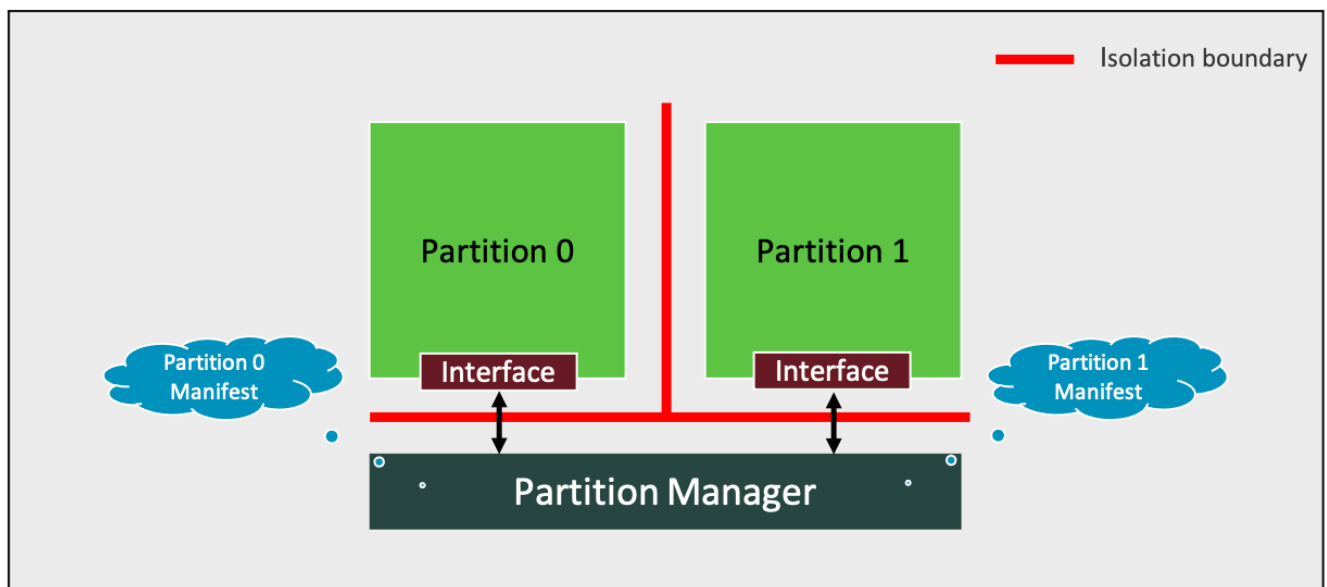 Isolation boundary
Partition 0
Partition 1
Interface
Interface
Partition 0
Manifest
Partition 1
Manifest
Partition Manager